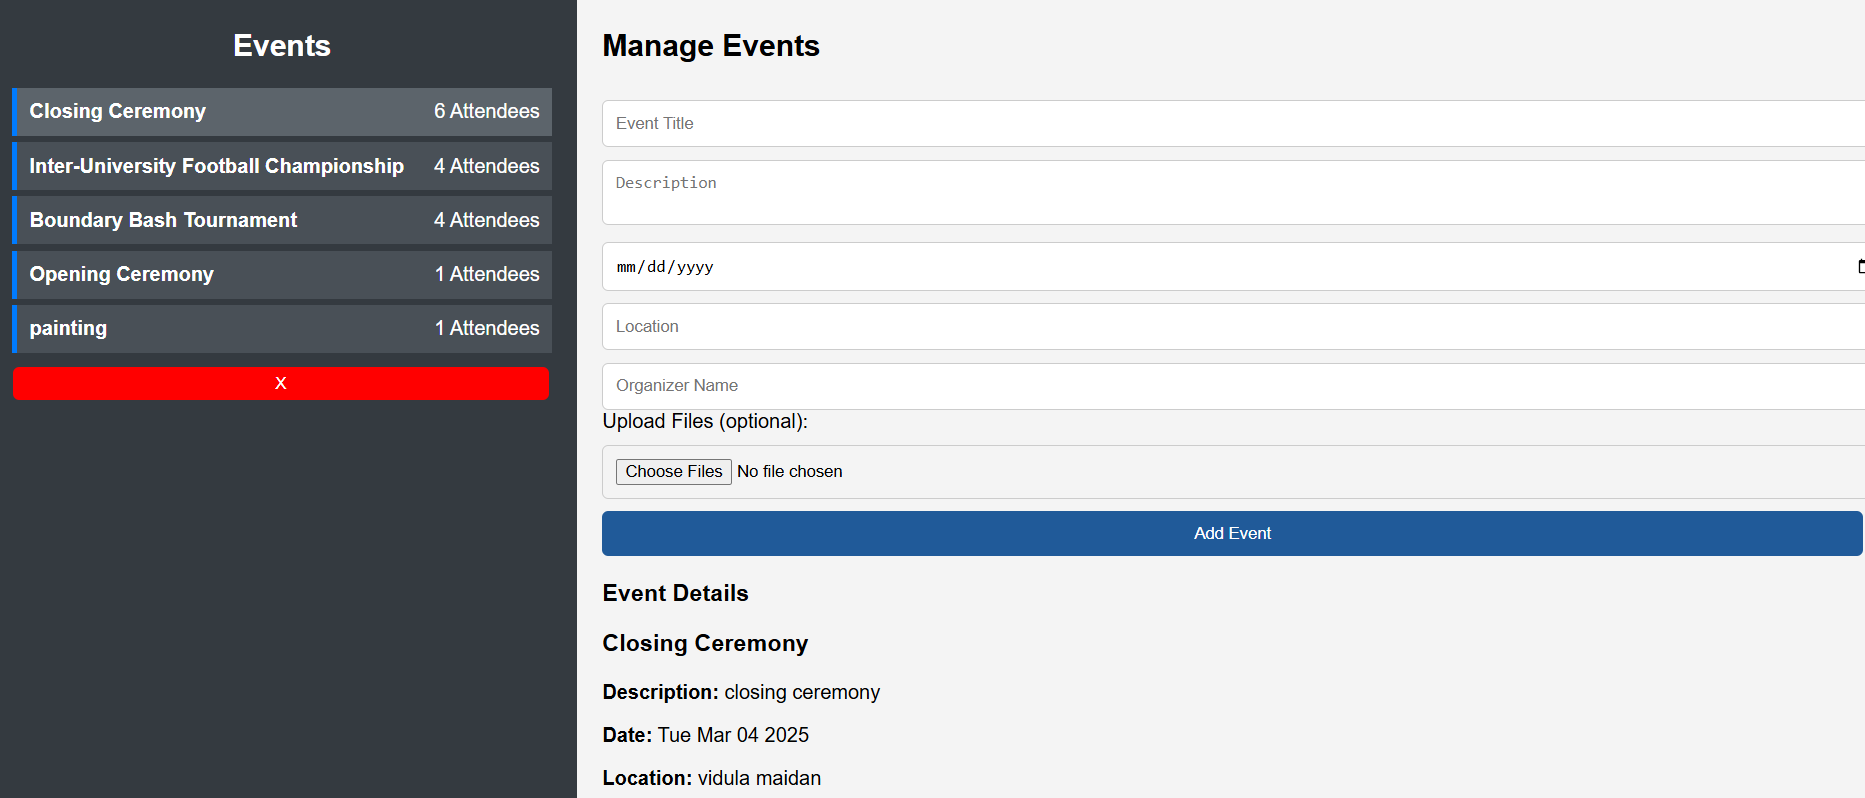 Events
Closing Ceremony 6 Attendees
Inter-University Football Championship 4 Attendees
Boundary Bash Tournament 4 Attendees
Opening Ceremony 1 Attendees
painting 1 Attendees
X
Manage Events
Event Title
Description
mm/dd/yyyy
Location
Organizer Name
Upload Files (optional):
Choose Files No file chosen
Add Event
Event Details
Closing Ceremony
Description: closing ceremony
Date: Tue Mar 04 2025
Location: vidula maidan